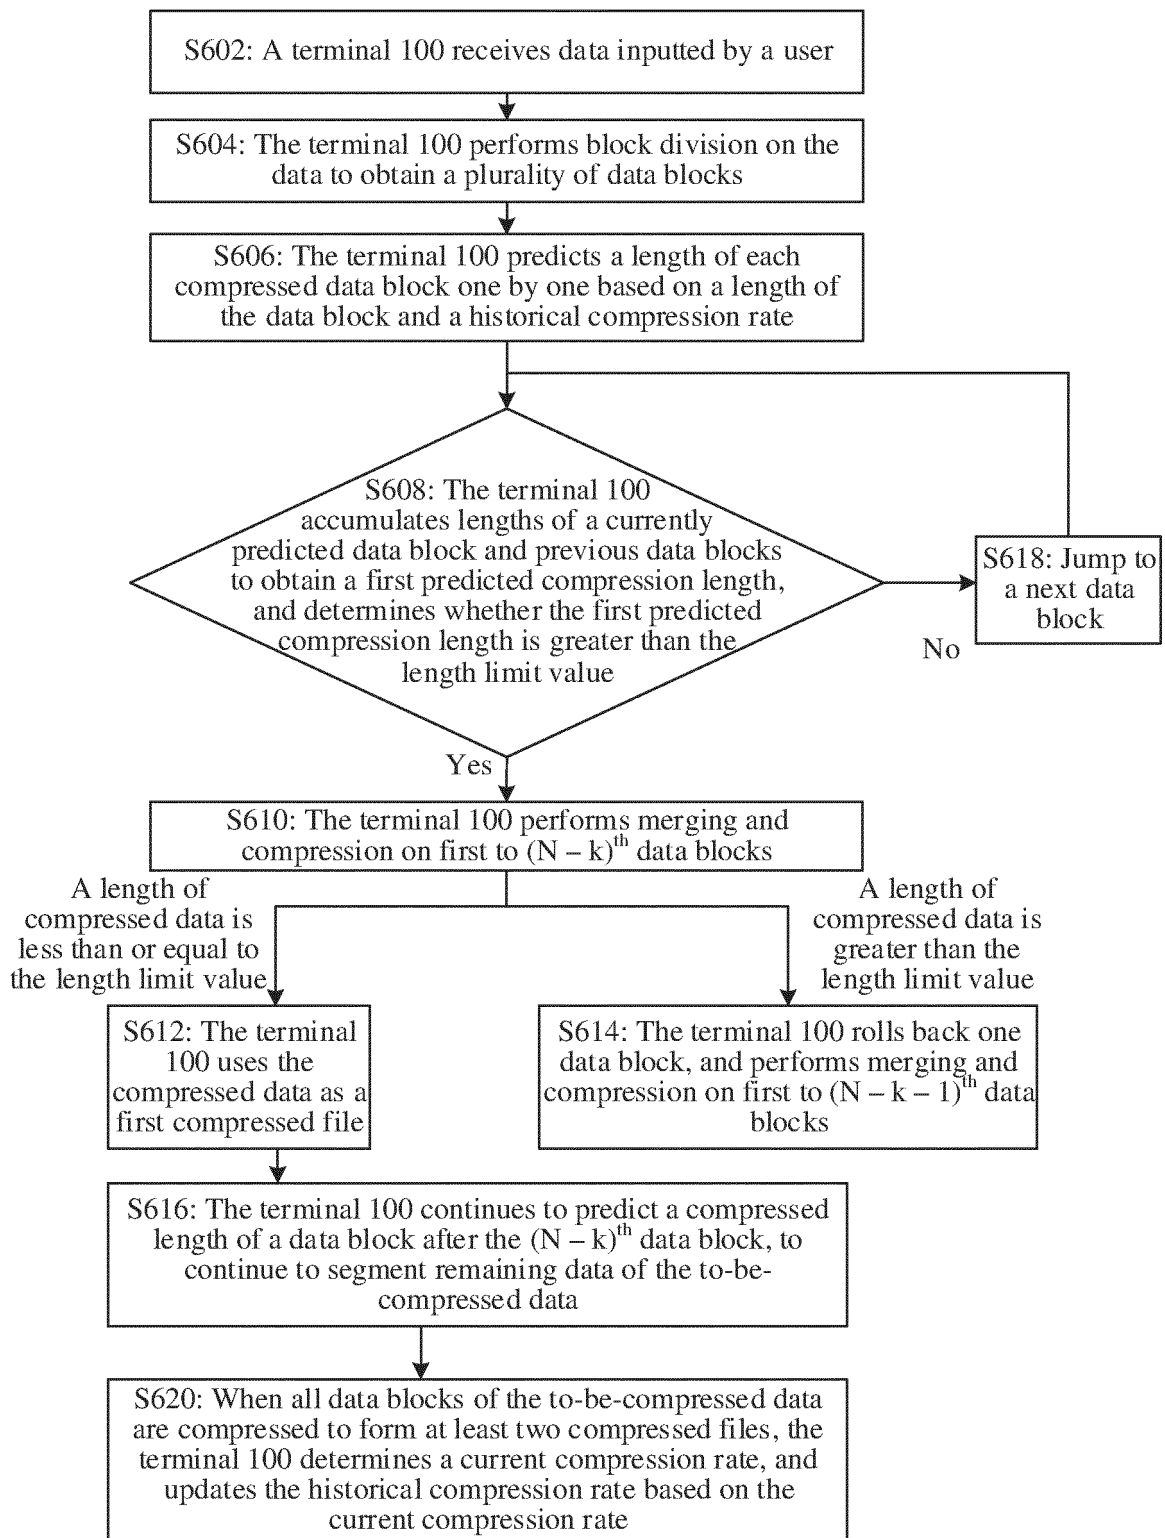 S602: A terminal 100 receives data inputted by a user
S604: The terminal 100 performs block division on the
data to obtain a plurality of data blocks
S606: The terminal 100 predicts a length of each
compressed data block one by one based on a length of
the data block and a historical compression rate
S608: The terminal 100
accumulates lengths of a currently
predicted data block and previous data blocks
to obtain a first predicted compression length,
and determines whether the first predicted
compression length is greater than the
length limit value
S618: Jump to
a next data
block
No
Yes
S610: The terminal 100 performs merging and
compression on first to (N – k)th data blocks
A length of
compressed data is
less than or equal to
the length limit value
A length of
compressed data is
greater than the
length limit value
S612: The terminal
100 uses the
compressed data as a
first compressed file
S614: The terminal 100 rolls back one
data block, and performs merging and
compression on first to (N – k – 1)th data
blocks
S616: The terminal 100 continues to predict a compressed
length of a data block after the (N – k)th data block, to
continue to segment remaining data of the to-be-
compressed data
S620: When all data blocks of the to-be-compressed data
are compressed to form at least two compressed files, the
terminal 100 determines a current compression rate, and
updates the historical compression rate based on the
current compression rate